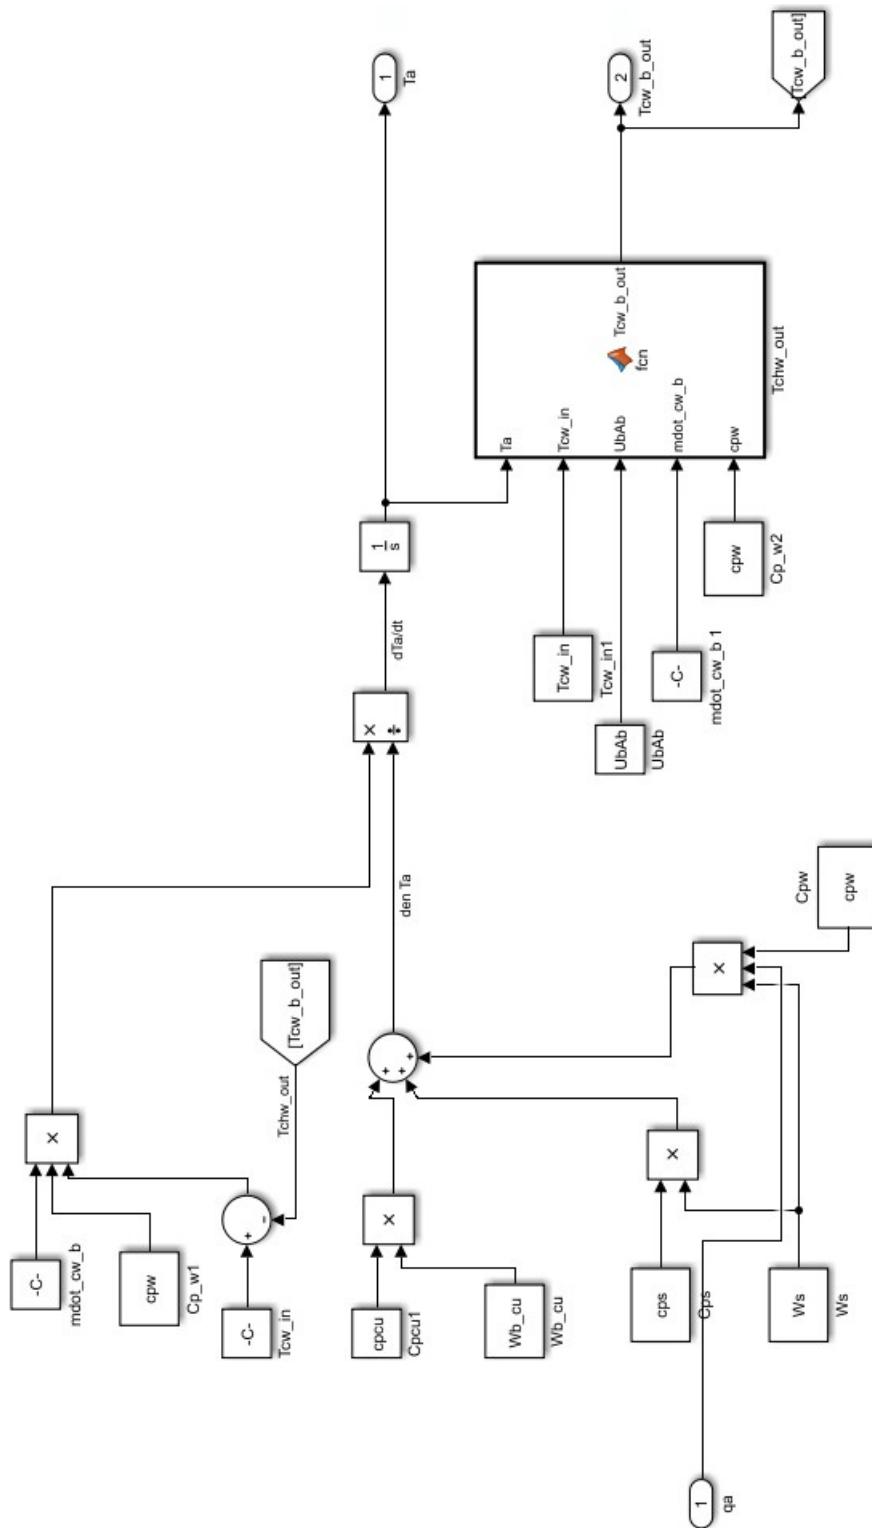 -C-
mdot_cw_b
cpw
Cp_w1
-C-
Tcw_in
+
−
×
Tchw_out
[Tcw_b_out]
cpcu
Cpcu1
Wb_cu
Wb_cu
×
cps
Cps
Ws
Ws
×
1
qa
cpw
Cpw
×
+
+
+
den Ta
×
÷
dTa/dt
1
s
1
Ta
Tcw_in
Tcw_in1
UbAb
UbAb
-C-
mdot_cw_b 1
cpw
Cp_w2
Ta
Tcw_in
UbAb
mdot_cw_b
cpw
fcn
Tcw_b_out
Tchw_out
2
Tcw_b_out
[Tcw_b_out]